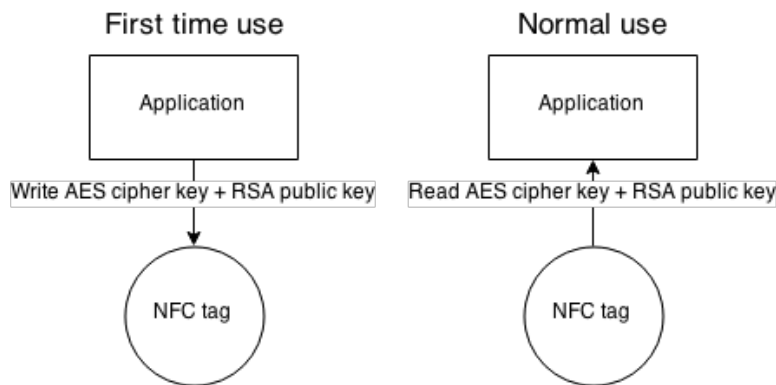 First time use
Normal use
Application
Application
Write AES cipher key + RSA public key
Read AES cipher key + RSA public key
NFC tag
NFC tag